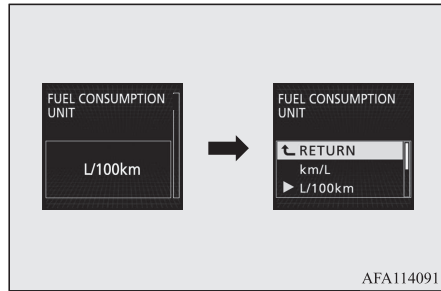 FUEL CONSUMPTION
UNIT
L/100km
FUEL CONSUMPTION
UNIT
RETURN
km/L
L/100km
AFA114091